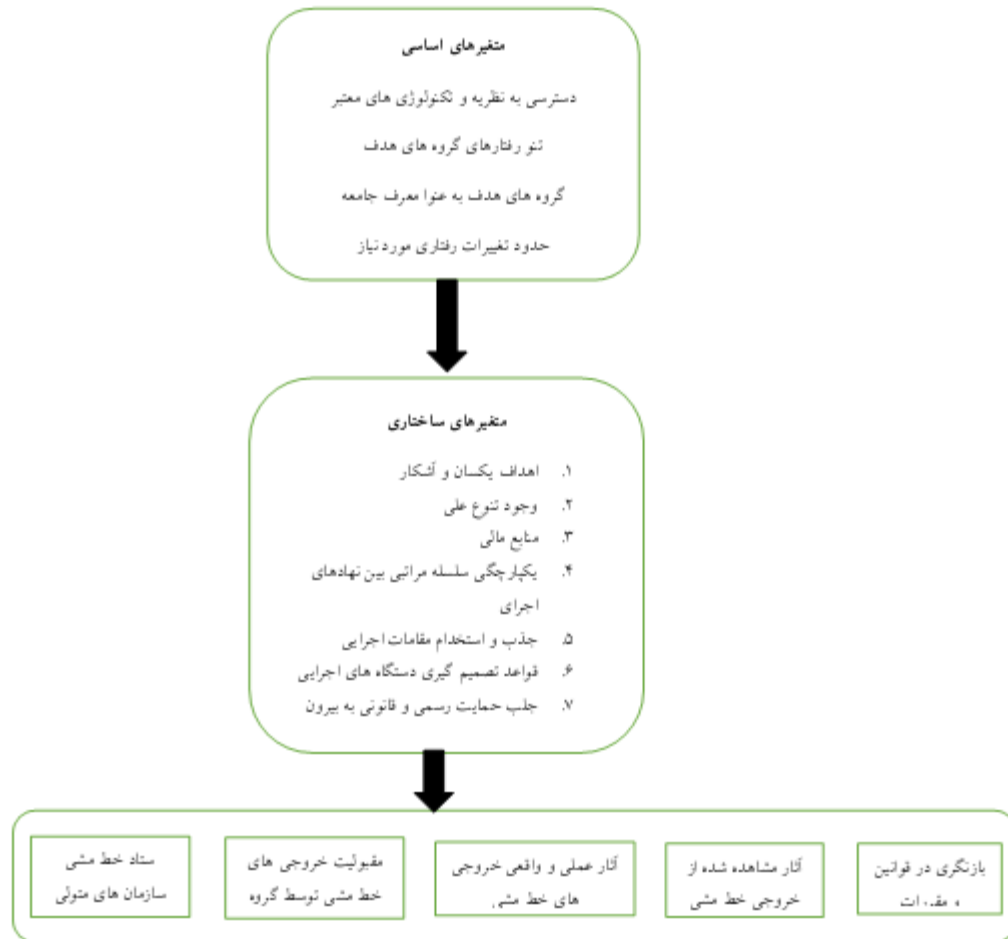 متغیرهای اساسی
دسترسی به نظریه و تکنولوژی های معتبر
تنو رفتارهای گروه های هدف
گروه های هدف به عنوا معرف جامعه
حدود تغییرات رفتاری مورد نیاز
متغیرهای ساختاری
۱. اهداف یکسان و آشکار
۲. وجود تنوع علی
۳. منابع مالی
۴. یکپارچگی سلسله مراتبی بین نهادهای
اجرای
۵. جذب و استخدام مقامات اجرایی
۶. قواعد تصمیم گیری دستگاه های اجرایی
۷. جلب حمایت رسمی و قانونی به بیرون
بازنگری در قوانین
و مقررات
آثار مشاهده شده از
خروجی خط مشی
آثار عملی و واقعی خروجی
های خط مشی
مقبولیت خروجی های
خط مشی توسط گروه
ستاد خط مشی
سازمان های متولی